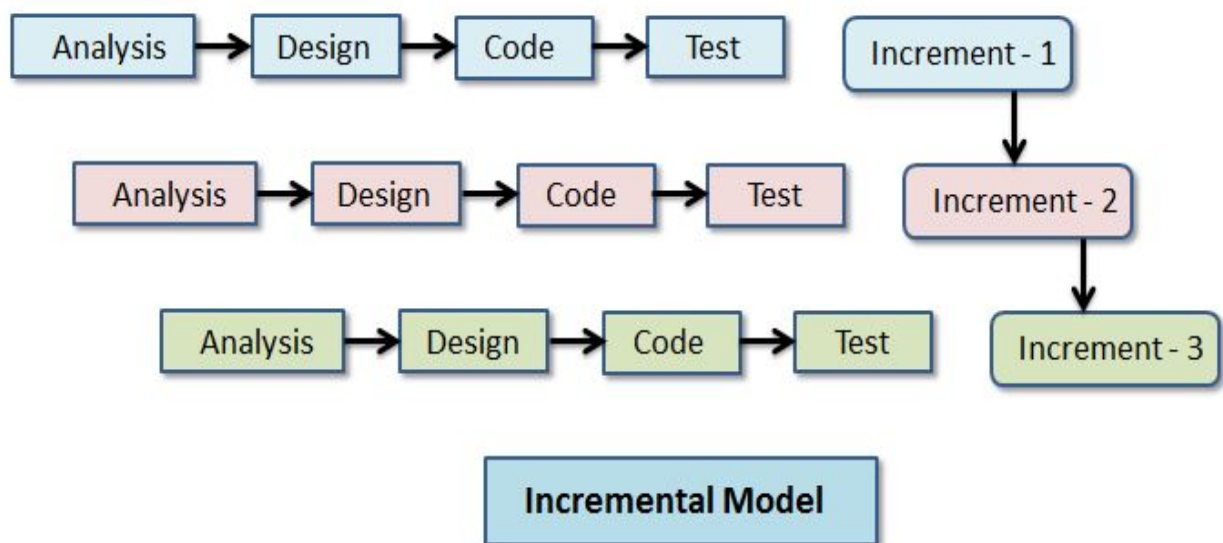 Analysis Design Code Test Increment - 1
Analysis Design Code Test Increment - 2
Analysis Design Code Test Increment - 3
Incremental Model